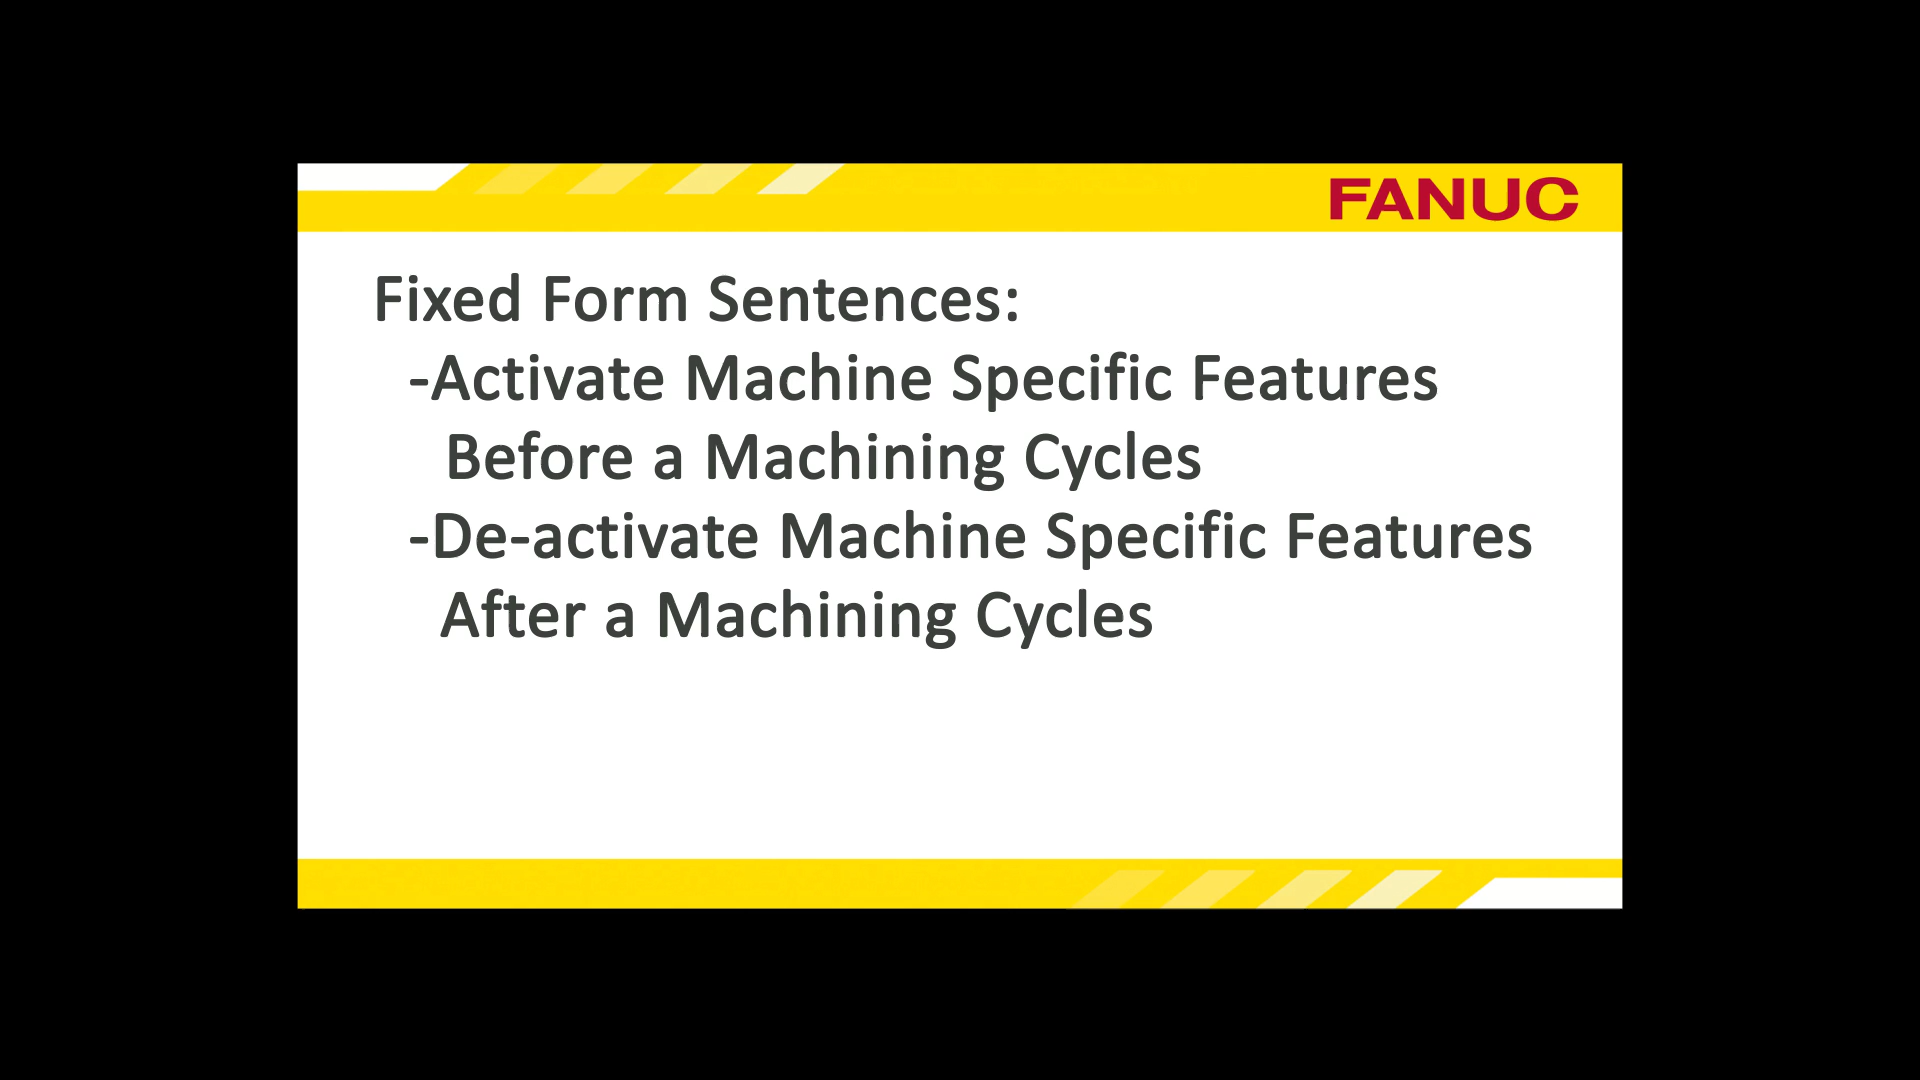 FANUC
Fixed Form Sentences:
-Activate Machine Specific Features
Before a Machining Cycles
-De-activate Machine Specific Features
After a Machining Cycles